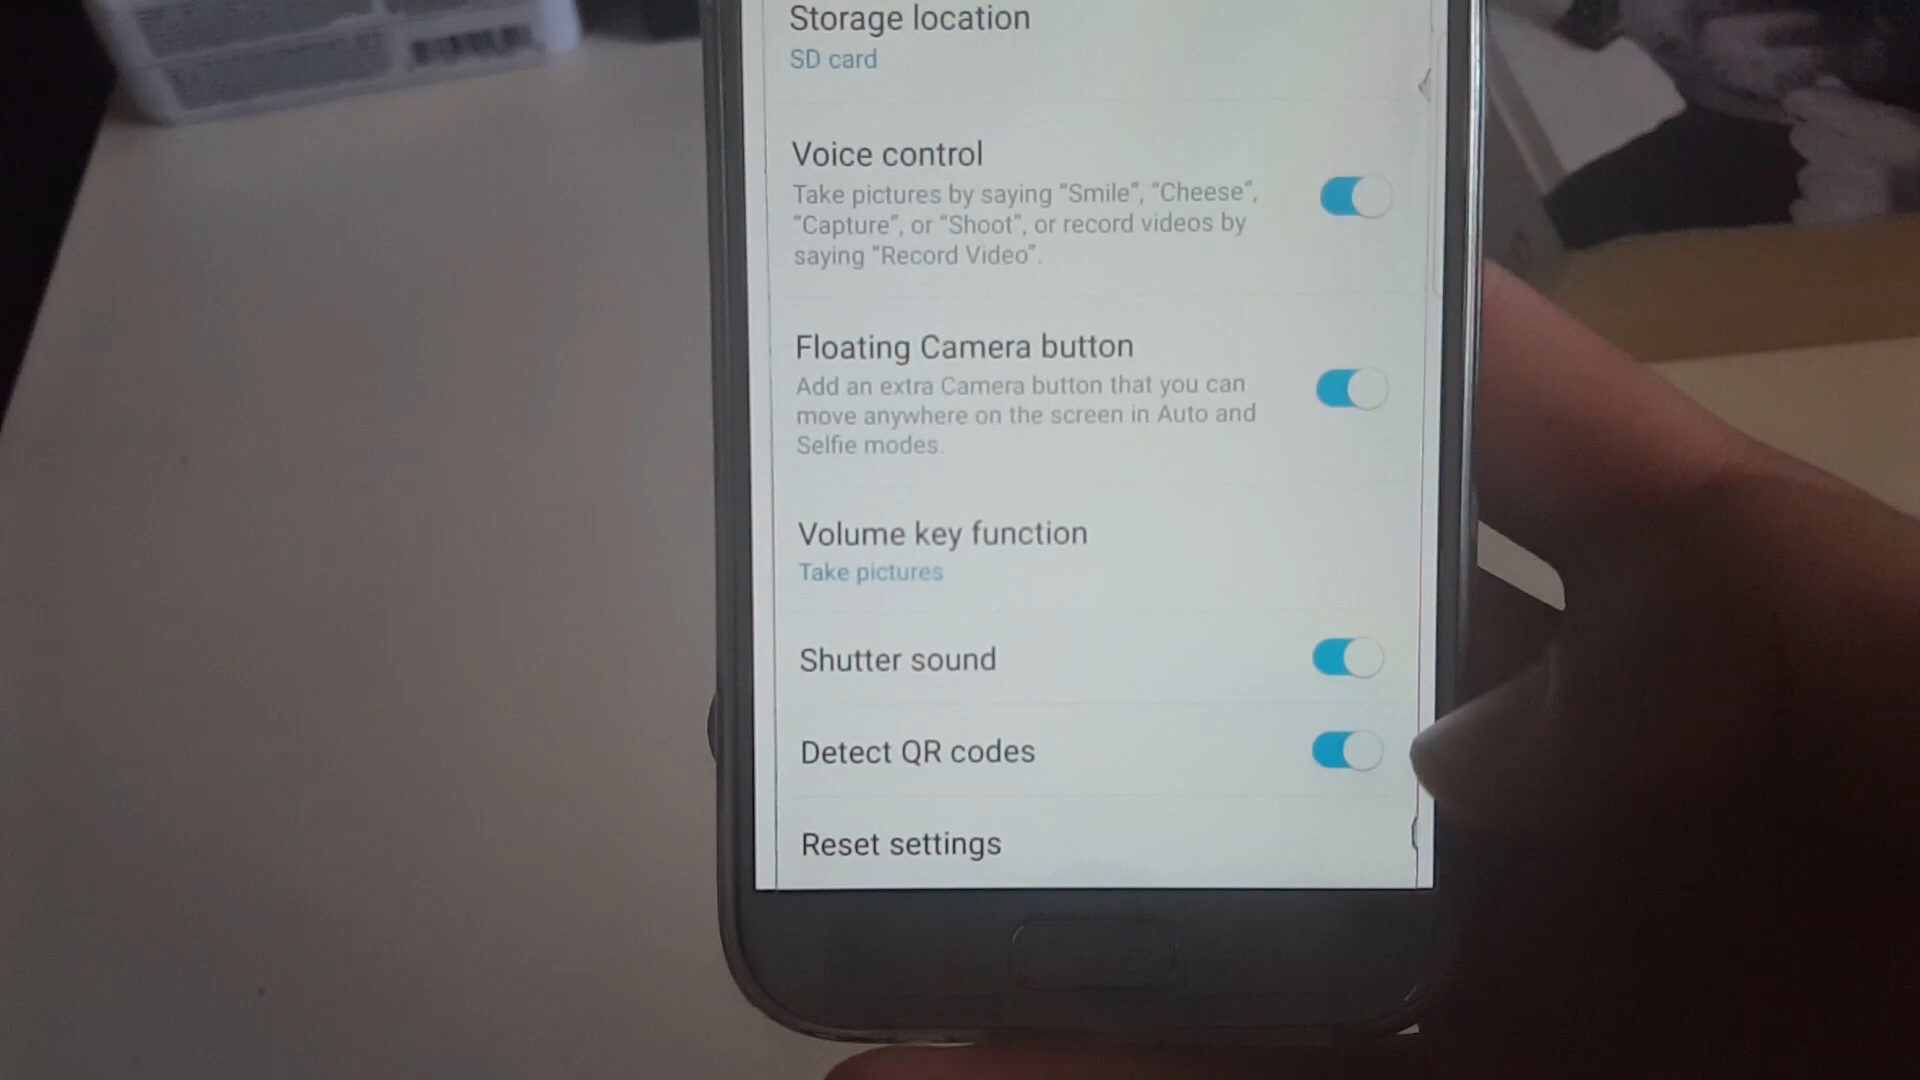 Storage location
SD card
Voice control
Take pictures by saying “Smile”, “Cheese”,
“Capture”, or “Shoot”, or record videos by
saying “Record Video”.
Floating Camera button
Add an extra Camera button that you can
move anywhere on the screen in Auto and
Selfie modes.
Volume key function
Take pictures
Shutter sound
Detect QR codes
Reset settings